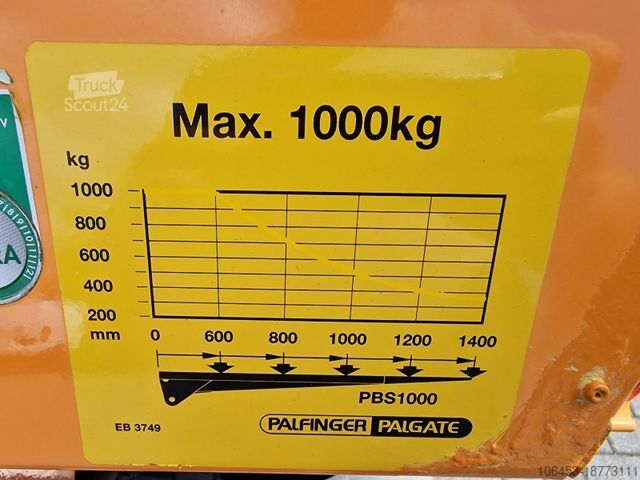 Truck
Scout24
Max. 1000kg
kg
1000
800
600
400
200
mm 0 600 800 1000 1200 1400
PBS1000
EB 3749
PALFINGER PALGATE
106453-18773111